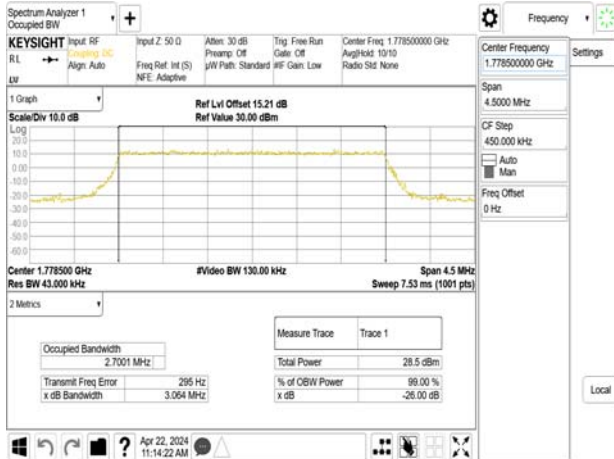 Spectrum Analyzer 1
Occupied BW
Frequency
Settings
KEYSIGHT
Input: RF
Coupling: DC
Align: Auto
RL
Input Z: 50 Ω
Freq Ref: Int (S)
NFE: Adaptive
Atten: 30 dB
Preamp: Off
µW Path: Standard
Trig: Free Run
Gate: Off
#IF Gain: Low
Center Freq: 1.778500000 GHz
Avg|Hold: 10/10
Radio Std: None
Center Frequency
1.778500000 GHz
Span
4.5000 MHz
CF Step
450.000 kHz
Auto
Man
Freq Offset
0 Hz
Local
1 Graph
Scale/Div 10.0 dB
Ref Lvl Offset 15.21 dB
Ref Value 30.00 dBm
Log
20.0
10.0
0.00
-10.0
-20.0
-30.0
-40.0
-50.0
-60.0
Center 1.778500 GHz
#Video BW 130.00 kHz
Span 4.5 MHz
Res BW 43.000 kHz
Sweep 7.53 ms (1001 pts)
2 Metrics
Measure Trace
Trace 1
Occupied Bandwidth
2.7001 MHz
Total Power
28.5 dBm
Transmit Freq Error
295 Hz
% of OBW Power
99.00 %
x dB Bandwidth
3.064 MHz
x dB
-26.00 dB
?
Apr 22, 2024
11:14:22 AM